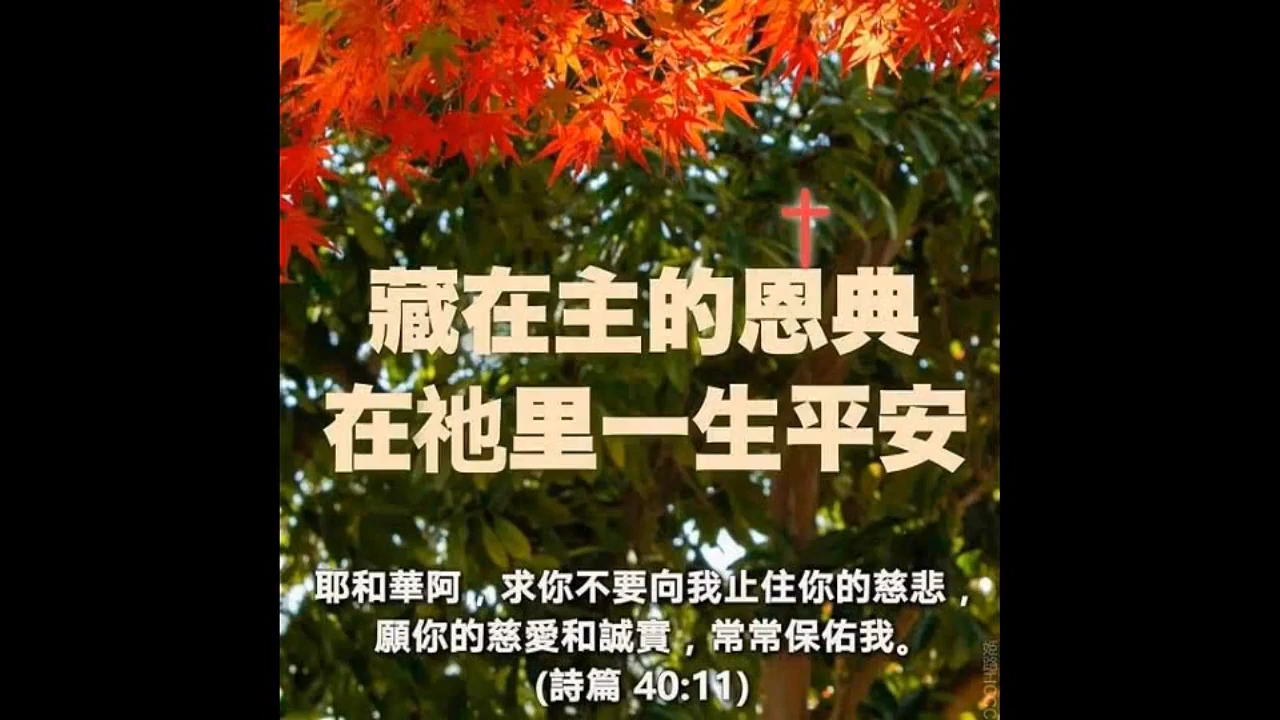 藏在主的恩典
在祂里一生平安
耶和華阿，求你不要向我止住你的慈悲，
願你的慈愛和誠實，常常保佑我。
(詩篇 40:11)